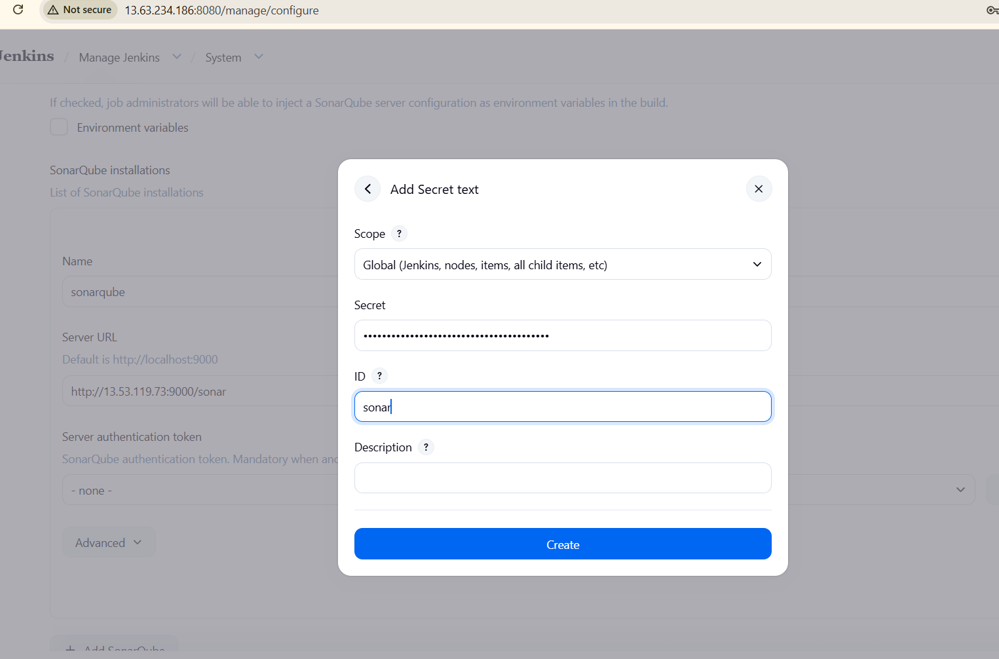 Not secure 13.63.234.186:8080/manage/configure
Jenkins / Manage Jenkins / System
If checked, job administrators will be able to inject a SonarQube server configuration as environment variables in the build.
Environment variables
SonarQube installations
List of SonarQube installations
Name
sonarqube
Server URL
Default is http://localhost:9000
http://13.53.119.73:9000/sonar
Server authentication token
SonarQube authentication token. Mandatory when
- none -
Advanced
+ Add SonarQube
Add Secret text
Scope ?
Global (Jenkins, nodes, items, all child items, etc)
Secret
ID ?
sonar
Description ?
Create